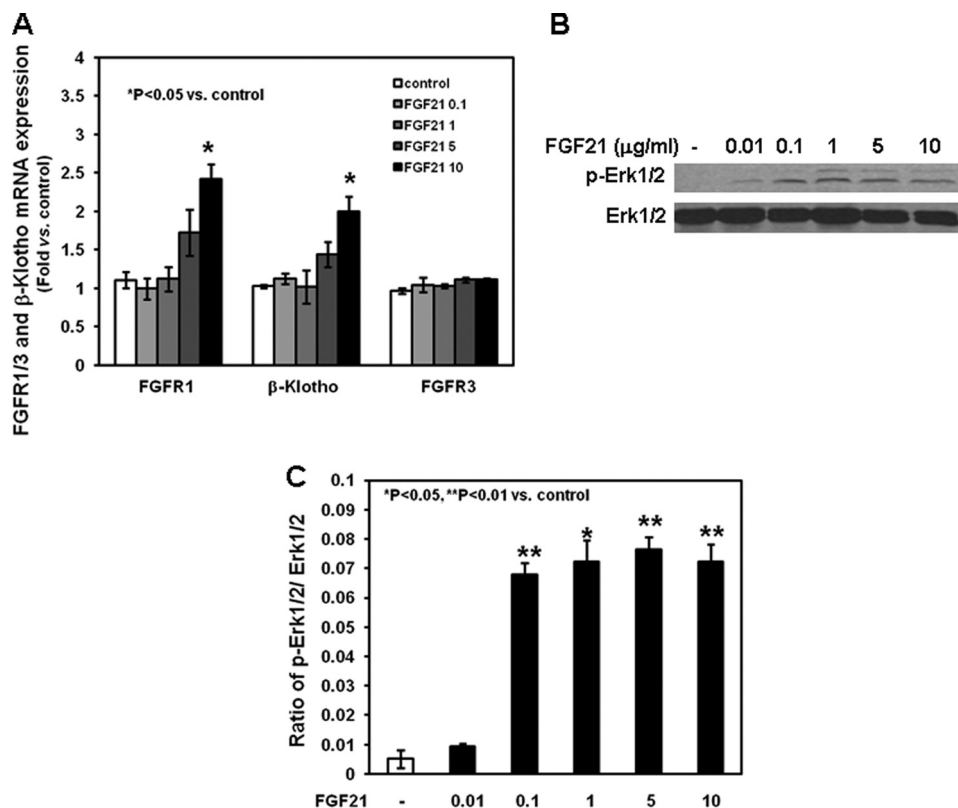 A
FGFR1/3 and β-Klotho mRNA expression
(Fold vs. control)
4
3.5
3
2.5
2
1.5
1
0.5
0
*P<0.05 vs. control
control
FGF21 0.1
FGF21 1
FGF21 5
FGF21 10
*
*
FGFR1 β-Klotho FGFR3
B
FGF21 (μg/ml) - 0.01 0.1 1 5 10
p-Erk1/2
Erk1/2
C
Ratio of p-Erk1/2/ Erk1/2
0.1
0.09
0.08
0.07
0.06
0.05
0.04
0.03
0.02
0.01
0
*P<0.05, **P<0.01 vs. control
** * ** **
FGF21 - 0.01 0.1 1 5 10